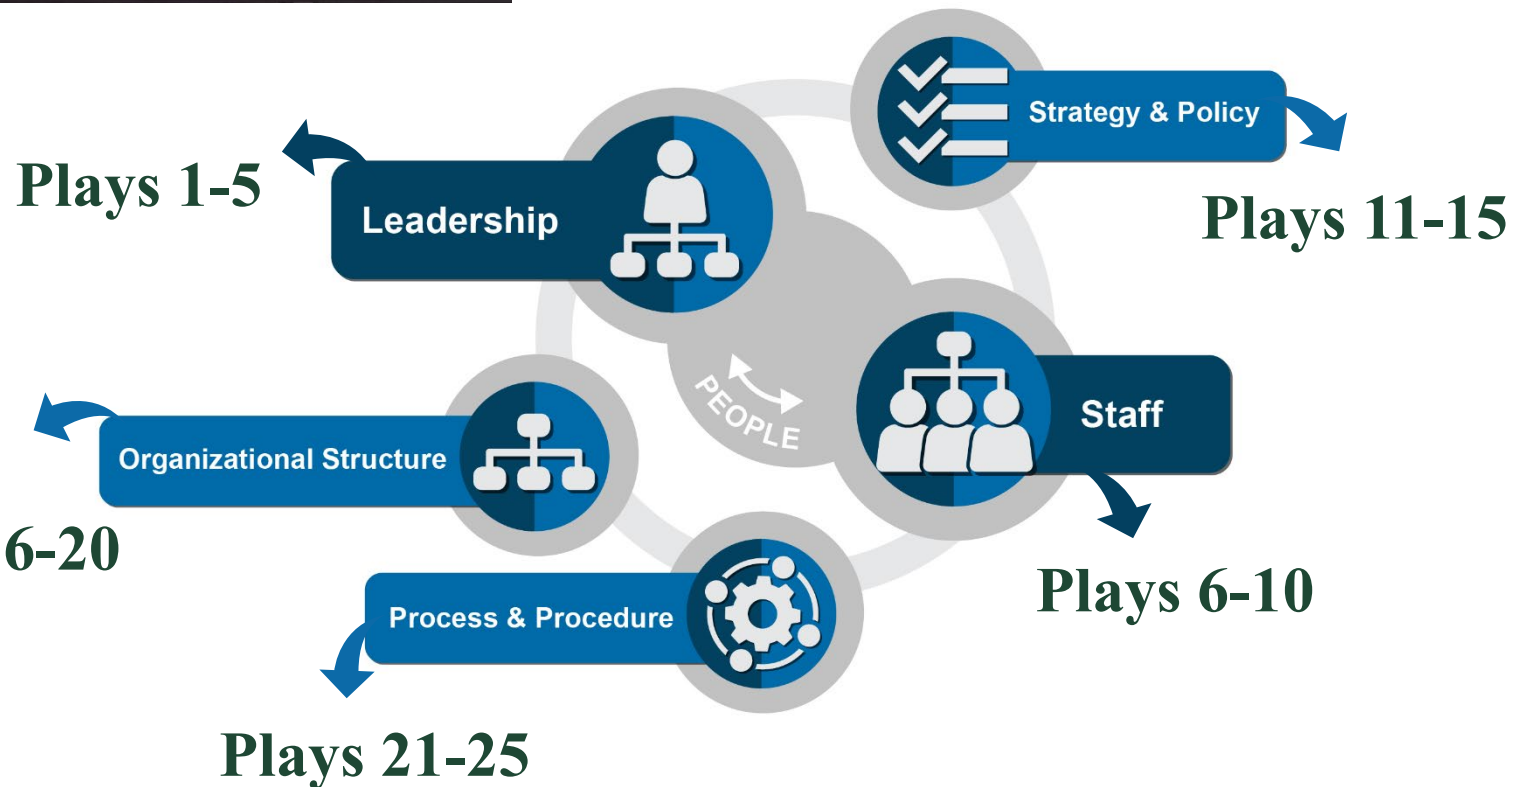 Strategy & Policy
Plays 1-5
Leadership
Plays 11-15
PEOPLE
Staff
Organizational Structure
6-20
Plays 6-10
Process & Procedure
Plays 21-25